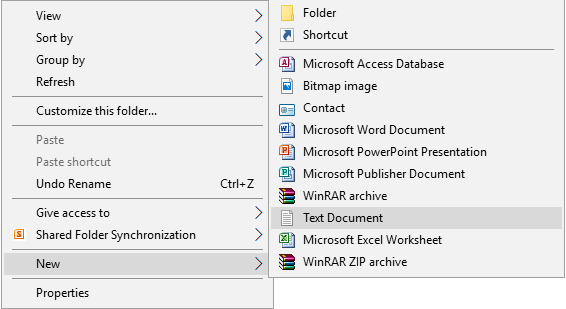 View
Sort by
Group by
Refresh
Customize this folder...
Paste
Paste shortcut
Undo Rename Ctrl+Z
Give access to
Shared Folder Synchronization
New
Properties
Folder
Shortcut
Microsoft Access Database
Bitmap image
Contact
Microsoft Word Document
Microsoft PowerPoint Presentation
Microsoft Publisher Document
WinRAR archive
Text Document
Microsoft Excel Worksheet
WinRAR ZIP archive